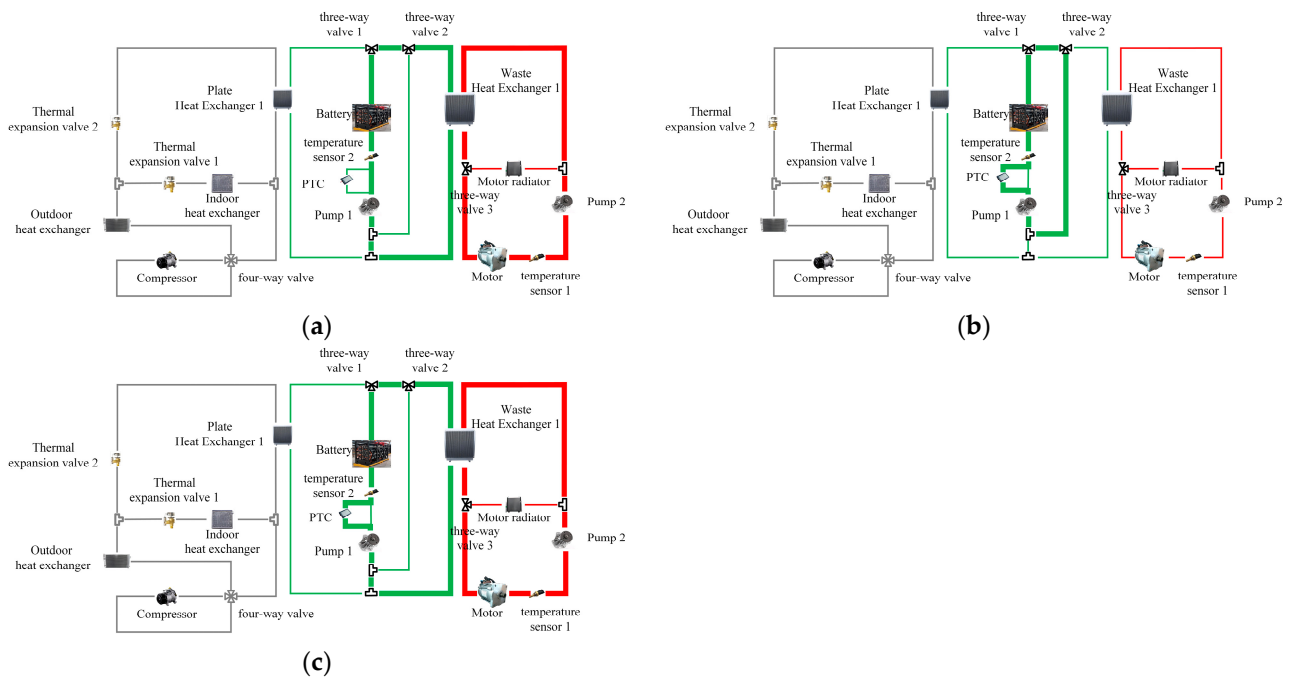 three-way
valve 1
three-way
valve 2
Plate
Heat Exchanger 1
Waste
Heat Exchanger 1
Thermal
expansion valve 2
Battery
Thermal
expansion valve 1
temperature
sensor 2
PTC
Motor radiator
Indoor
heat exchanger
three-way
valve 3
Pump 1
Pump 2
Outdoor
heat exchanger
Compressor
four-way valve
Motor
temperature
sensor 1
(a)
three-way
valve 1
three-way
valve 2
Plate
Heat Exchanger 1
Waste
Heat Exchanger 1
Thermal
expansion valve 2
Battery
Thermal
expansion valve 1
temperature
sensor 2
PTC
Motor radiator
Indoor
heat exchanger
three-way
valve 3
Pump 1
Pump 2
Outdoor
heat exchanger
Compressor
four-way valve
Motor
temperature
sensor 1
(b)
three-way
valve 1
three-way
valve 2
Plate
Heat Exchanger 1
Waste
Heat Exchanger 1
Thermal
expansion valve 2
Battery
Thermal
expansion valve 1
temperature
sensor 2
PTC
Motor radiator
Indoor
heat exchanger
three-way
valve 3
Pump 1
Pump 2
Outdoor
heat exchanger
Compressor
four-way valve
Motor
temperature
sensor 1
(c)